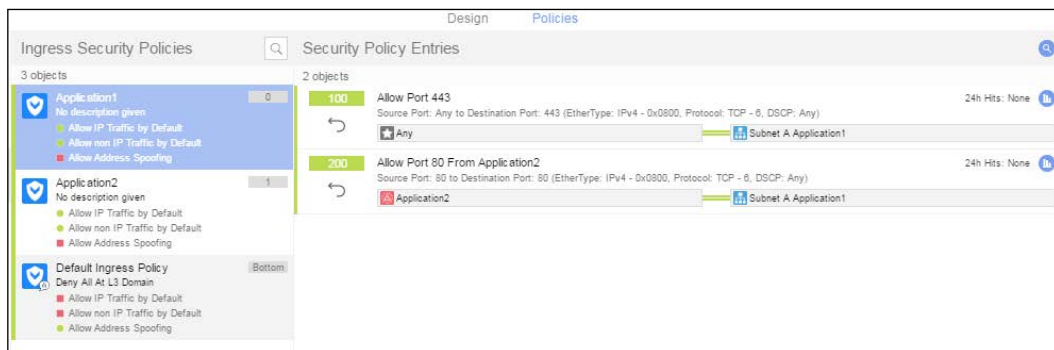 Design Policies
Ingress Security Policies
3 objects
Application1 0
No description given
Allow IP Traffic by Default
Allow non IP Traffic by Default
Allow Address Spoofing
Application2 1
No description given
Allow IP Traffic by Default
Allow non IP Traffic by Default
Allow Address Spoofing
Default Ingress Policy Bottom
Deny All At L3 Domain
Allow IP Traffic by Default
Allow non IP Traffic by Default
Allow Address Spoofing
Security Policy Entries
2 objects
100 Allow Port 443 24h Hits: None
Source Port: Any to Destination Port: 443 (EtherType: IPv4 - 0x0800, Protocol: TCP - 6, DSCP: Any)
Any Subnet A Application1
200 Allow Port 80 From Application2 24h Hits: None
Source Port: 80 to Destination Port: 80 (EtherType: IPv4 - 0x0800, Protocol: TCP - 6, DSCP: Any)
Application2 Subnet A Application1